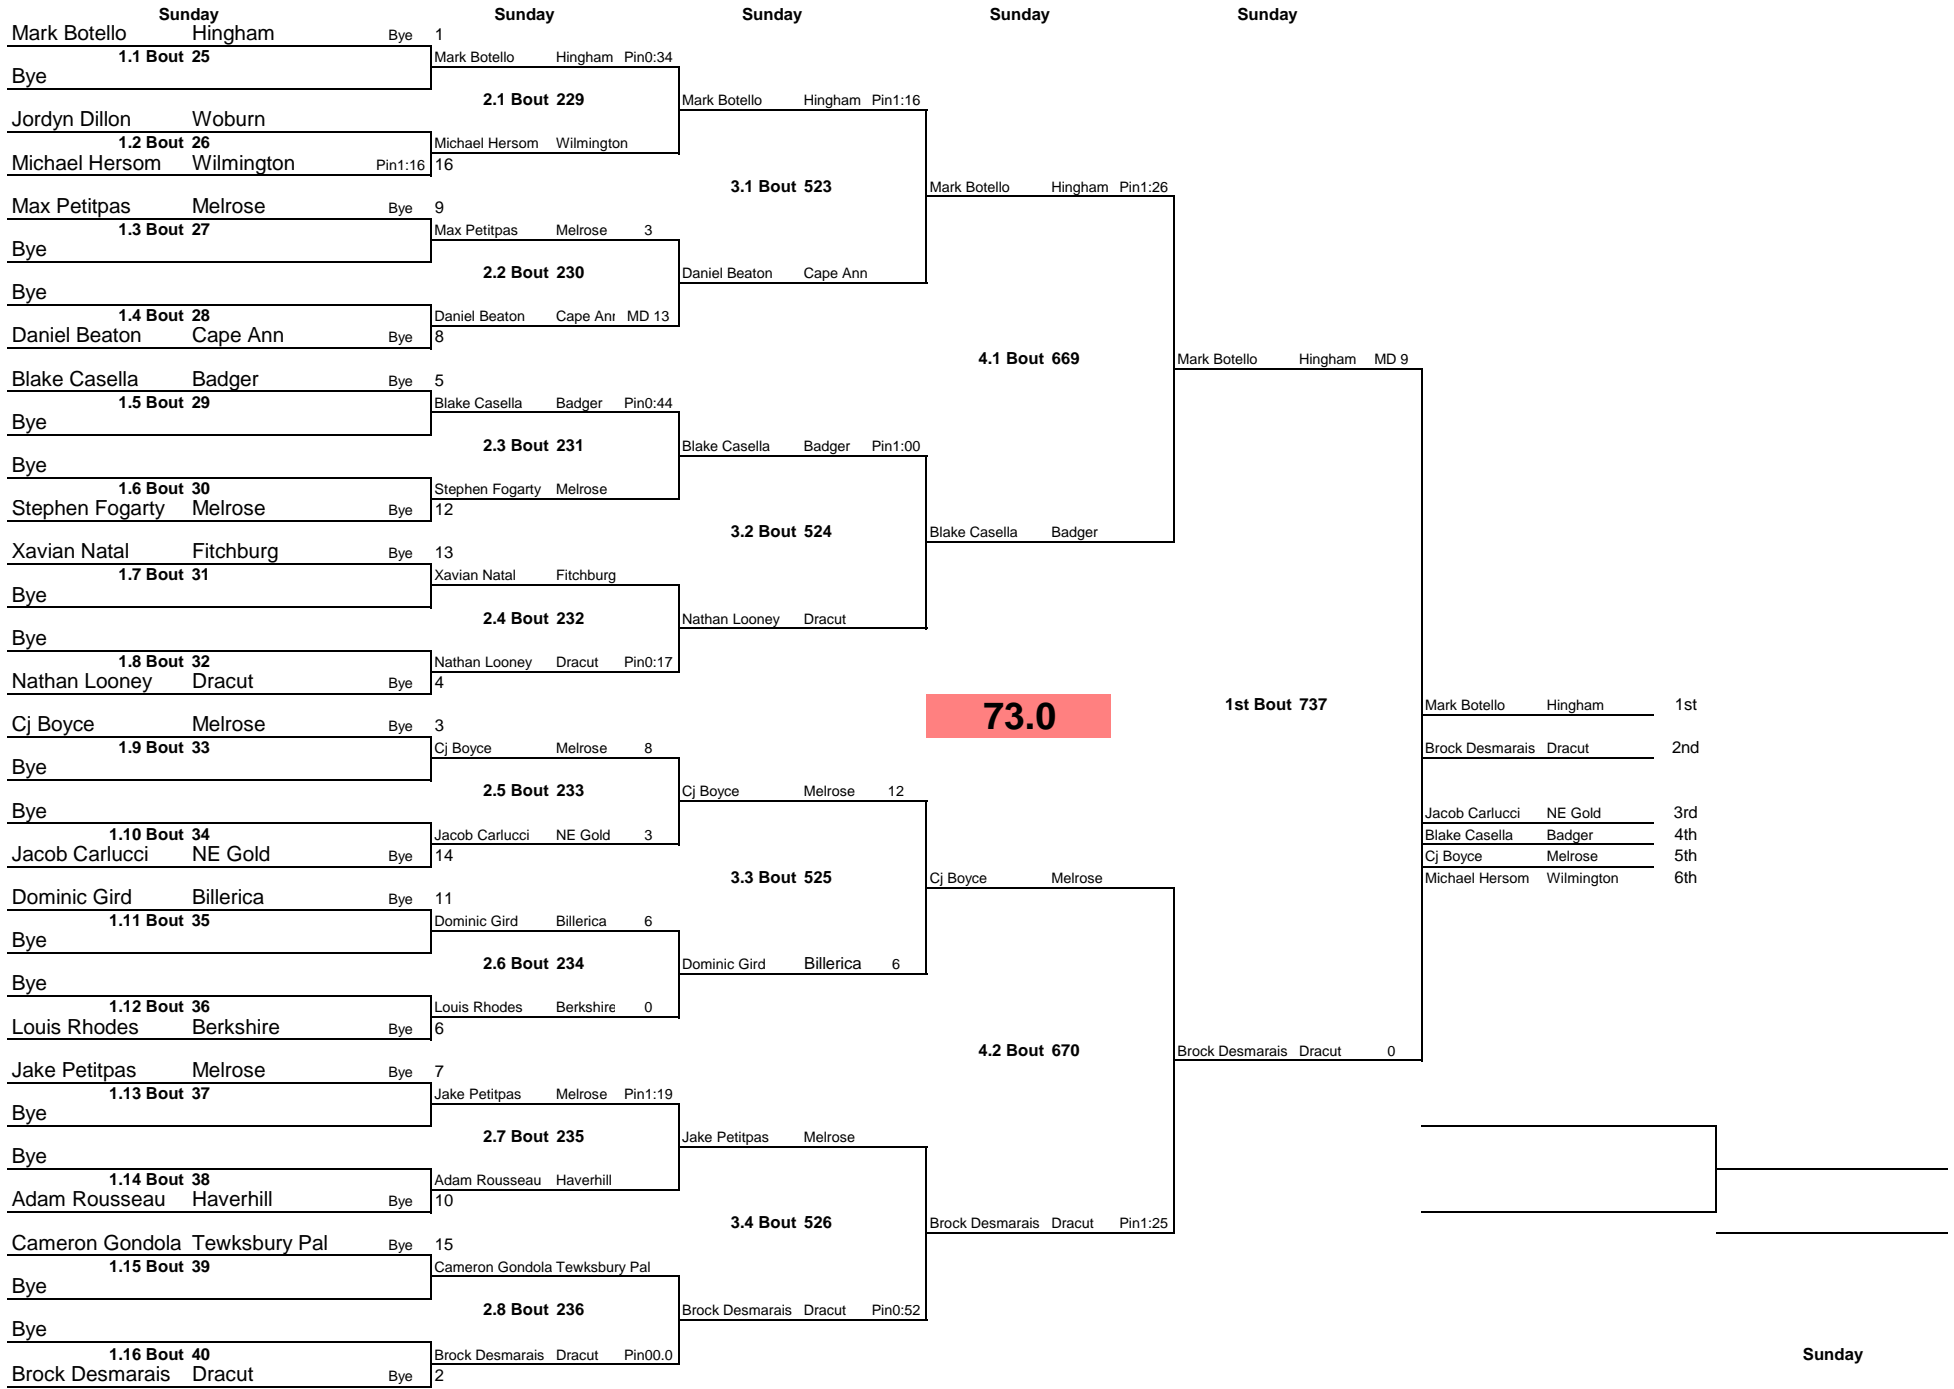 Sunday Sunday Sunday Sunday Sunday
Mark Botello Hingham Bye 1
1.1 Bout 25 Mark Botello Hingham Pin0:34
Bye
2.1 Bout 229 Mark Botello Hingham Pin1:16
Jordyn Dillon Woburn
1.2 Bout 26 Michael Hersom Wilmington
Michael Hersom Wilmington Pin1:16 16
3.1 Bout 523 Mark Botello Hingham Pin1:26
Max Petitpas Melrose Bye 9
1.3 Bout 27 Max Petitpas Melrose 3
Bye
2.2 Bout 230 Daniel Beaton Cape Ann
Bye
1.4 Bout 28 Daniel Beaton Cape Ann MD 13
Daniel Beaton Cape Ann Bye 8
4.1 Bout 669 Mark Botello Hingham MD 9
Blake Casella Badger Bye 5
1.5 Bout 29 Blake Casella Badger Pin0:44
Bye
2.3 Bout 231 Blake Casella Badger Pin1:00
Bye
1.6 Bout 30 Stephen Fogarty Melrose
Stephen Fogarty Melrose Bye 12
3.2 Bout 524 Blake Casella Badger
Xavian Natal Fitchburg Bye 13
1.7 Bout 31 Xavian Natal Fitchburg
Bye
2.4 Bout 232 Nathan Looney Dracut
Bye
1.8 Bout 32 Nathan Looney Dracut Pin0:17
Nathan Looney Dracut Bye 4
73.0 1st Bout 737 Mark Botello Hingham 1st
Cj Boyce Melrose Bye 3
1.9 Bout 33 Cj Boyce Melrose 8 Brock Desmarais Dracut 2nd
Bye
2.5 Bout 233 Cj Boyce Melrose 12
Bye Jacob Carlucci NE Gold 3rd
1.10 Bout 34 Jacob Carlucci NE Gold 3 Blake Casella Badger 4th
Jacob Carlucci NE Gold Bye 14 Cj Boyce Melrose 5th
3.3 Bout 525 Cj Boyce Melrose Michael Hersom Wilmington 6th
Dominic Gird Billerica Bye 11
1.11 Bout 35 Dominic Gird Billerica 6
Bye
2.6 Bout 234 Dominic Gird Billerica 6
Bye
1.12 Bout 36 Louis Rhodes Berkshire 0
Louis Rhodes Berkshire Bye 6
4.2 Bout 670 Brock Desmarais Dracut 0
Jake Petitpas Melrose Bye 7
1.13 Bout 37 Jake Petitpas Melrose Pin1:19
Bye
2.7 Bout 235 Jake Petitpas Melrose
Bye
1.14 Bout 38 Adam Rousseau Haverhill
Adam Rousseau Haverhill Bye 10
3.4 Bout 526 Brock Desmarais Dracut Pin1:25
Cameron Gondola Tewksbury Pal Bye 15
1.15 Bout 39 Cameron Gondola Tewksbury Pal
Bye
2.8 Bout 236 Brock Desmarais Dracut Pin0:52
Bye
1.16 Bout 40 Brock Desmarais Dracut Pin00.0 Sunday
Brock Desmarais Dracut Bye 2